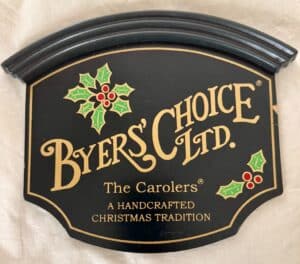 BYERS' CHOICE®
LTD.
The Carolers®
A HANDCRAFTED
CHRISTMAS TRADITION